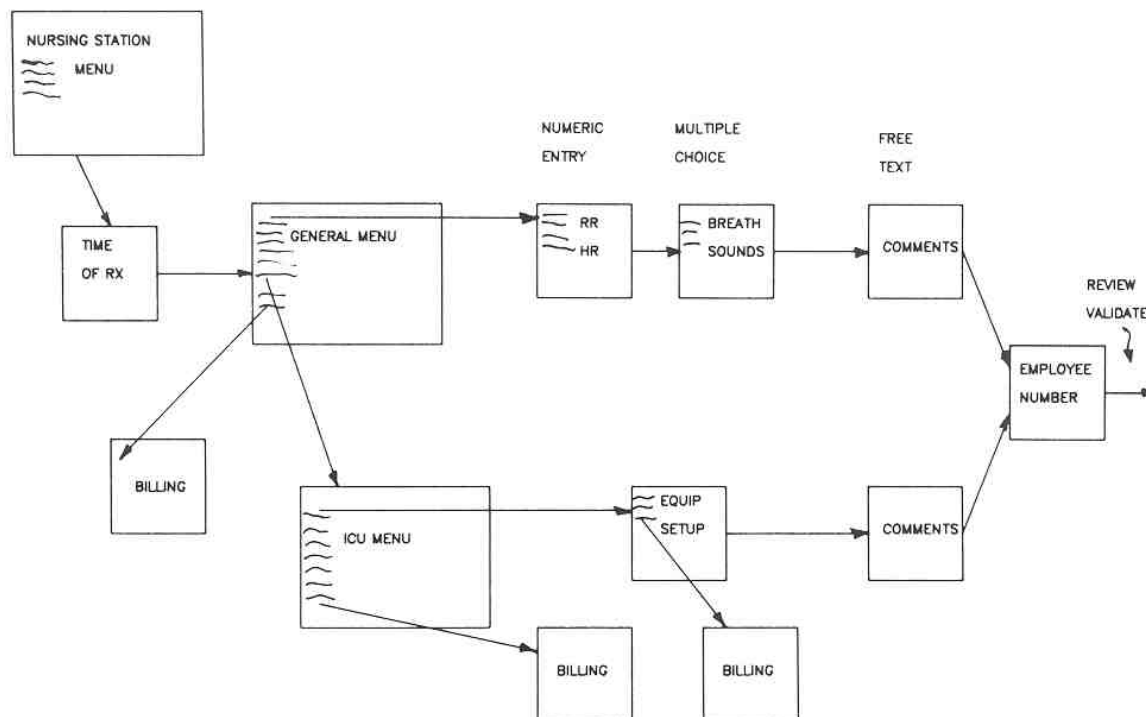 NURSING STATION
MENU
NUMERIC
ENTRY
MULTIPLE
CHOICE
FREE
TEXT
TIME
OF RX
GENERAL MENU
RR
HR
BREATH
SOUNDS
COMMENTS
REVIEW
VALIDATE
EMPLOYEE
NUMBER
BILLING
ICU MENU
EQUIP
SETUP
COMMENTS
BILLING
BILLING